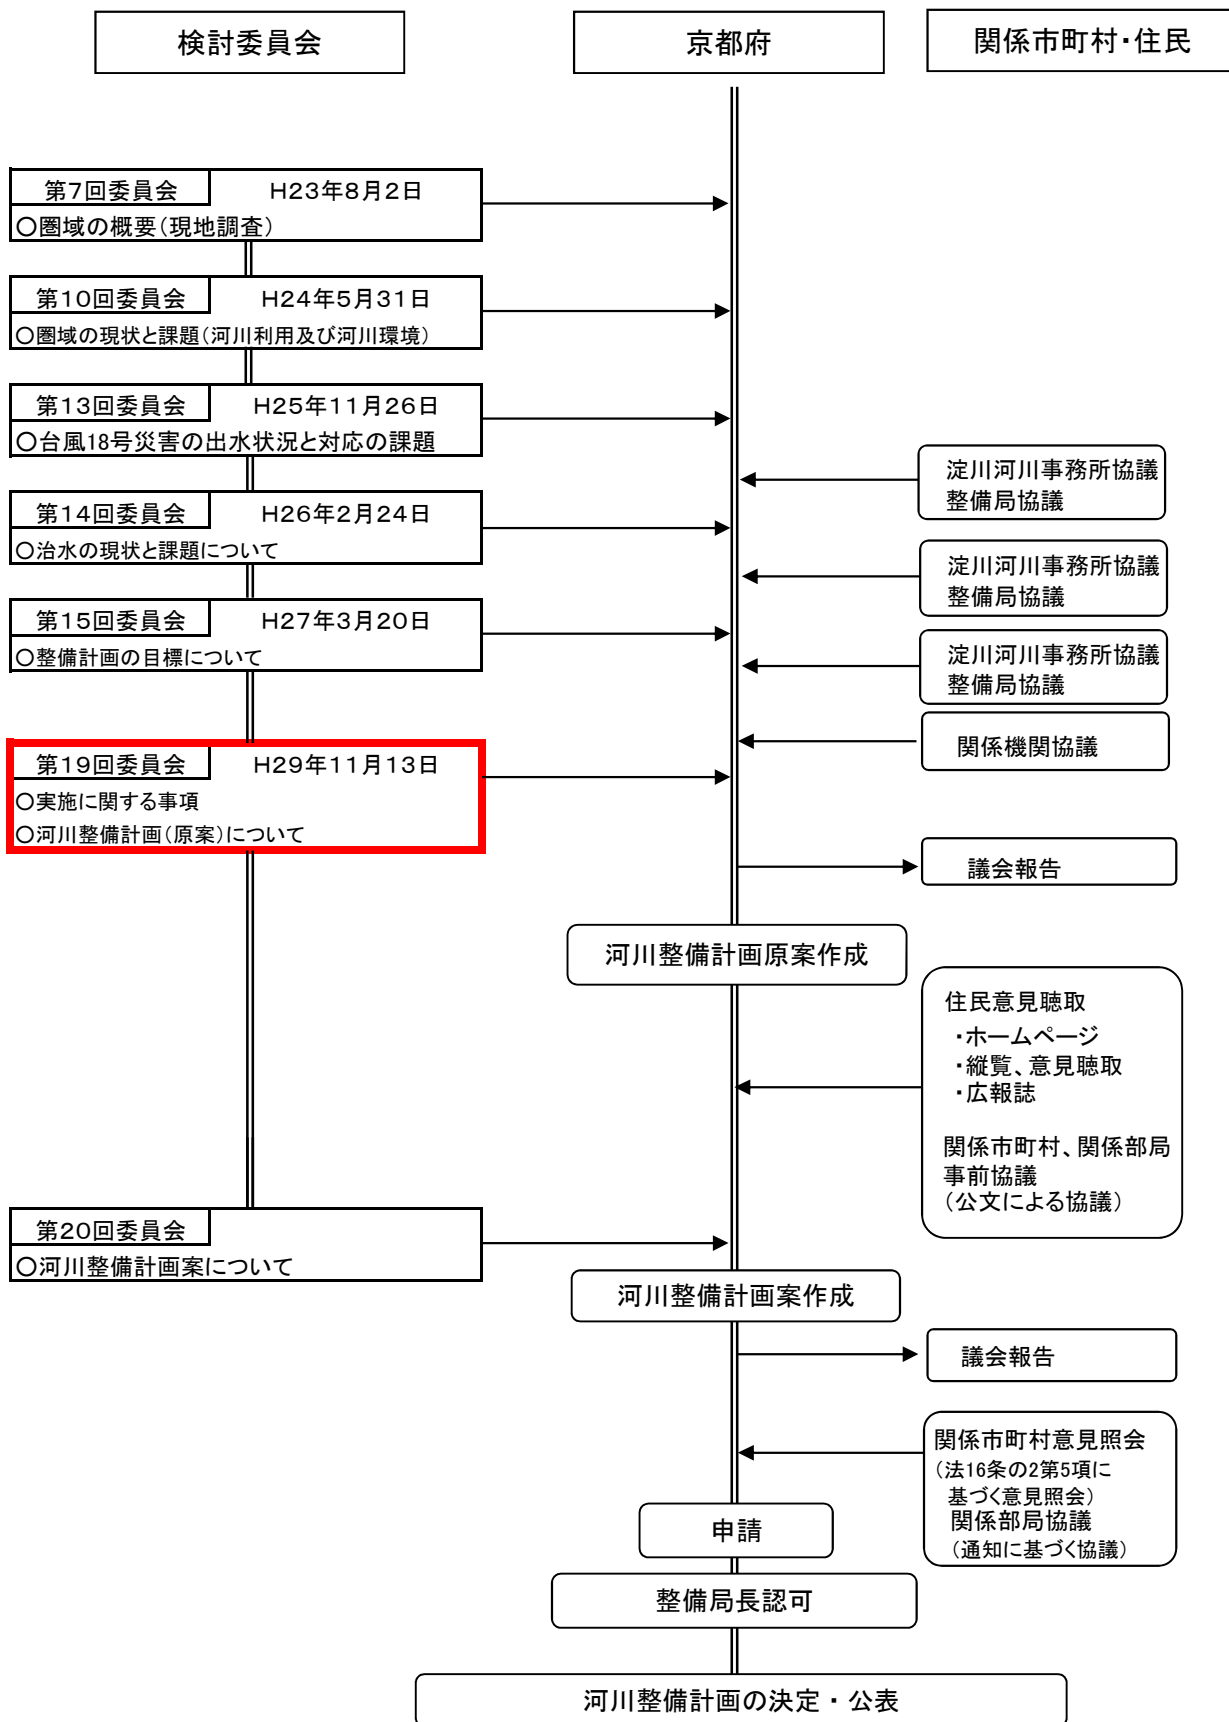 検討委員会
京都府
関係市町村・住民
第7回委員会
H23年8月2日
○圏域の概要(現地調査)
第10回委員会
H24年5月31日
○圏域の現状と課題(河川利用及び河川環境)
第13回委員会
H25年11月26日
○台風18号災害の出水状況と対応の課題
淀川河川事務所協議
整備局協議
第14回委員会
H26年2月24日
○治水の現状と課題について
淀川河川事務所協議
整備局協議
第15回委員会
H27年3月20日
○整備計画の目標について
淀川河川事務所協議
整備局協議
関係機関協議
第19回委員会
H29年11月13日
○実施に関する事項
○河川整備計画(原案)について
議会報告
河川整備計画原案作成
住民意見聴取
・ホームページ
・縦覧、意見聴取
・広報誌
関係市町村、関係部局
事前協議
(公文による協議)
第20回委員会
○河川整備計画案について
河川整備計画案作成
議会報告
関係市町村意見照会
(法16条の2第5項に
基づく意見照会)
関係部局協議
(通知に基づく協議)
申請
整備局長認可
河川整備計画の決定・公表